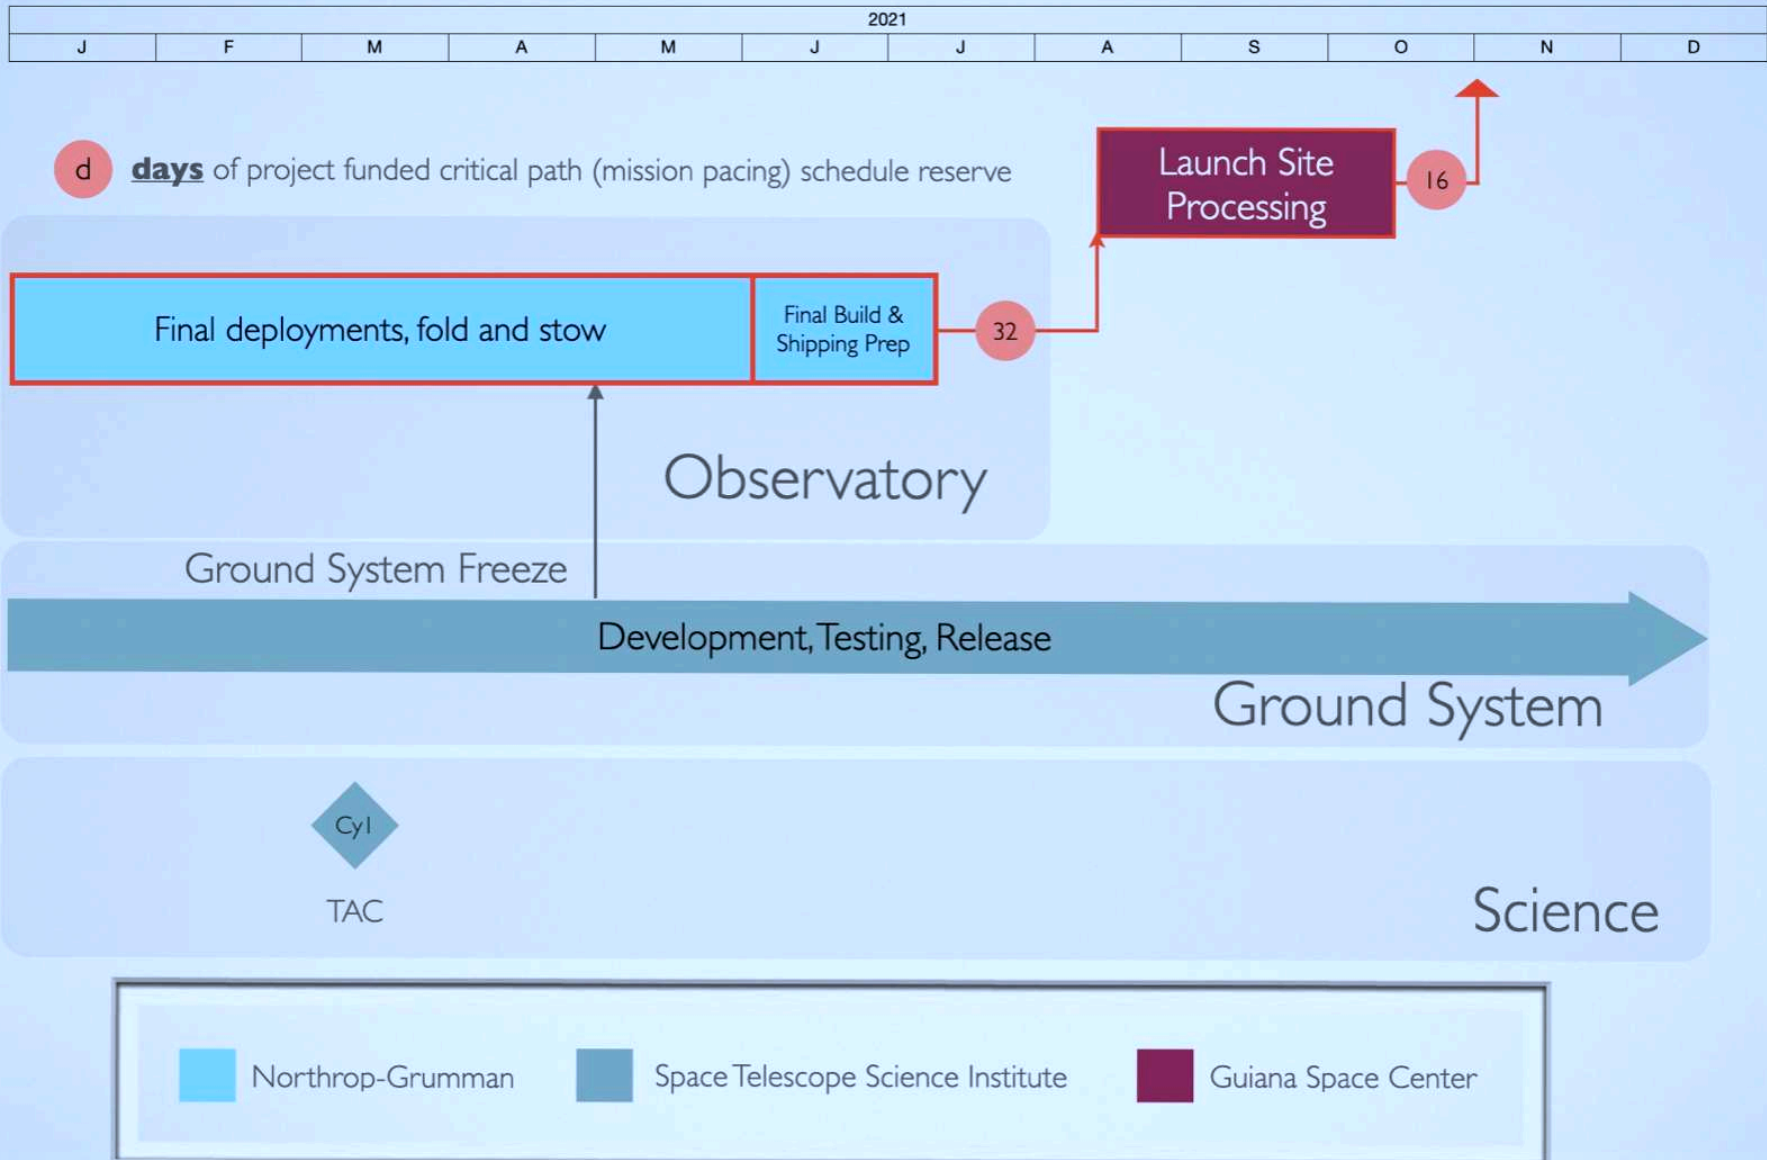 2021
J F M A M J J A S O N D
d days of project funded critical path (mission pacing) schedule reserve
Launch Site
Processing
16
Final deployments, fold and stow
Final Build &
Shipping Prep
32
Observatory
Ground System Freeze
Development, Testing, Release
Ground System
Cy1
TAC
Science
Northrop-Grumman
Space Telescope Science Institute
Guiana Space Center